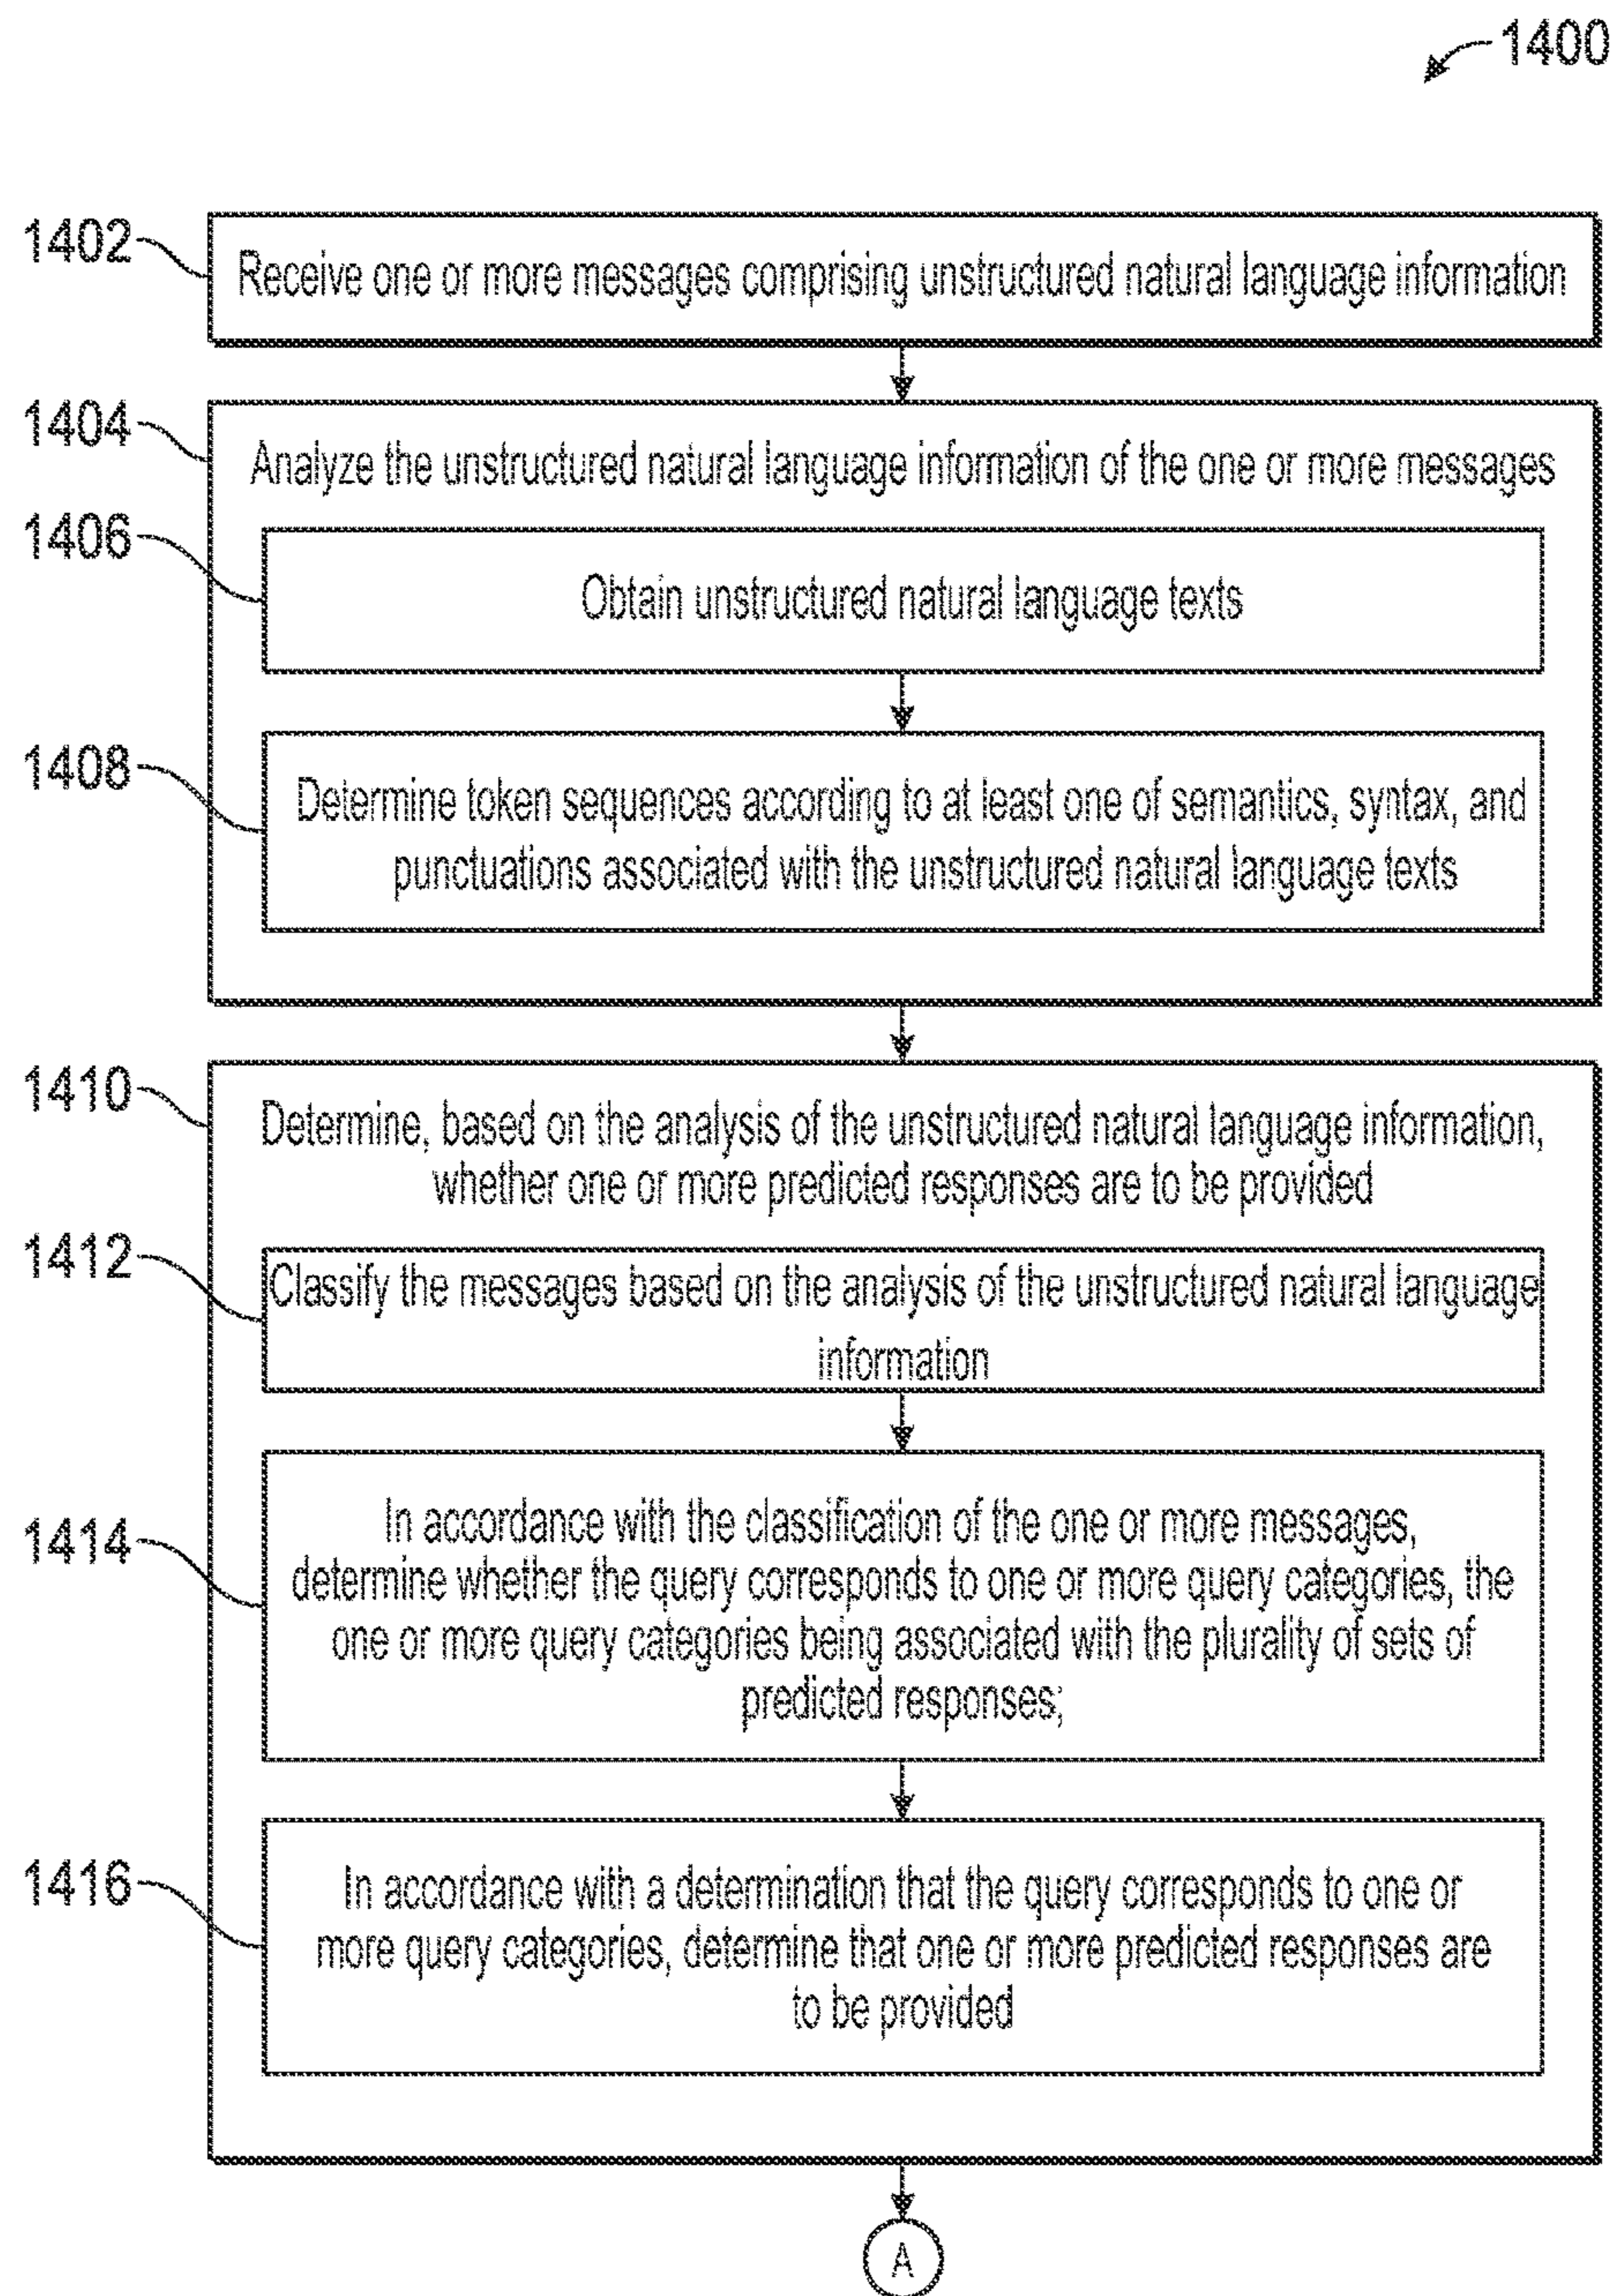 1400
1402
Receive one or more messages comprising unstructured natural language information
1404
Analyze the unstructured natural language information of the one or more messages
1406
Obtain unstructured natural language texts
1408
Determine token sequences according to at least one of semantics, syntax, and
punctuations associated with the unstructured natural language texts
1410
Determine, based on the analysis of the unstructured natural language information,
whether one or more predicted responses are to be provided
1412
Classify the messages based on the analysis of the unstructured natural language
information
1414
In accordance with the classification of the one or more messages,
determine whether the query corresponds to one or more query categories, the
one or more query categories being associated with the plurality of sets of
predicted responses;
1416
In accordance with a determination that the query corresponds to one or
more query categories, determine that one or more predicted responses are
to be provided
A